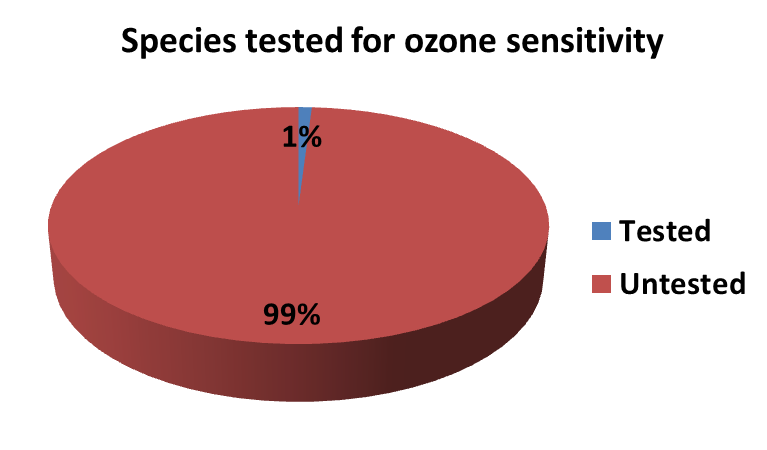 Species tested for ozone sensitivity
1%
Tested
Untested
99%